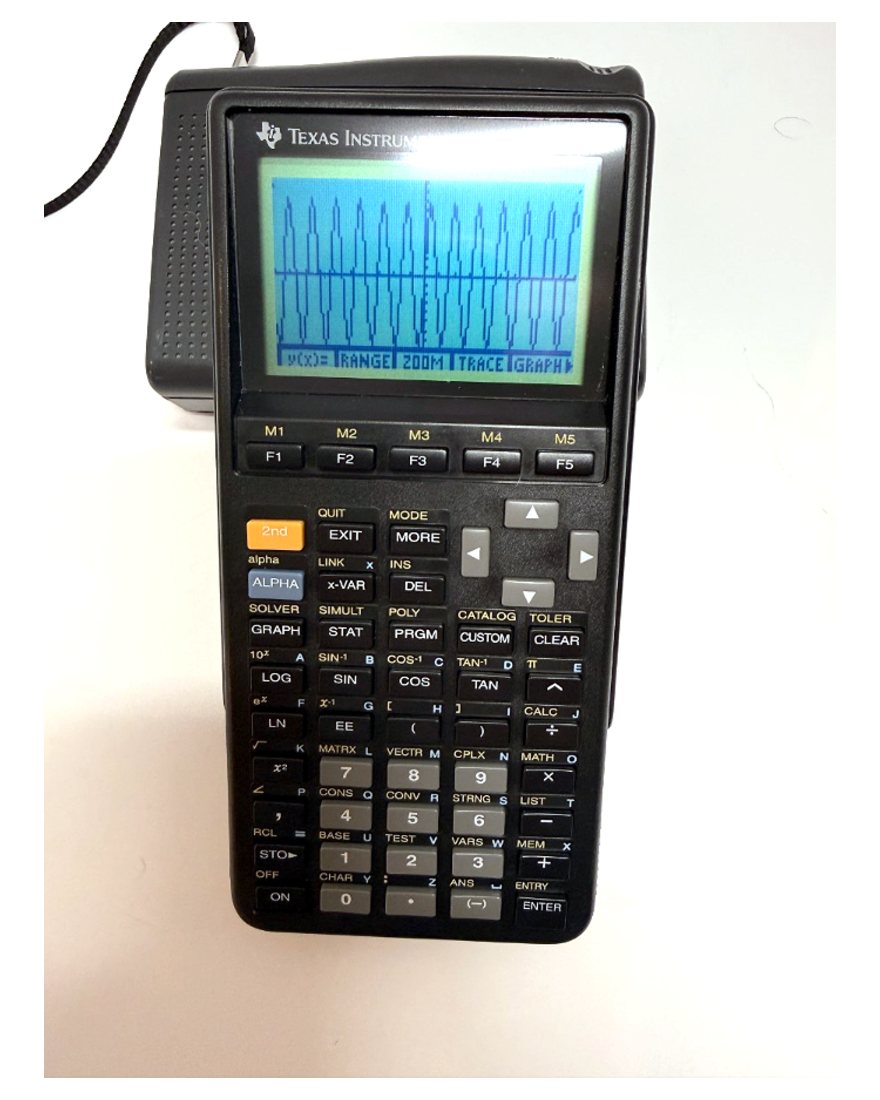 TEXAS INSTRUM
y(x)= RANGE ZOOM TRACE GRAPH
M1 M2 M3 M4 M5
F1 F2 F3 F4 F5
QUIT MODE
2nd EXIT MORE
alpha LINK x INS
ALPHA x-VAR DEL
SOLVER SIMULT POLY CATALOG TOLER
GRAPH STAT PRGM CUSTOM CLEAR
10ˣ A SIN⁻¹ B COS⁻¹ C TAN⁻¹ D π E
LOG SIN COS TAN ^
eˣ F x⁻¹ G [ H ] I CALC J
LN EE ( ) ÷
√ K MATRX L VECTR M CPLX N MATH O
x² 7 8 9 ×
∠ P CONS Q CONV R STRNG S LIST T
, 4 5 6 −
RCL = BASE U TEST V VARS W MEM X
STO► 1 2 3 +
OFF CHAR Y : Z ANS ␣ ENTRY
ON 0 . (−) ENTER